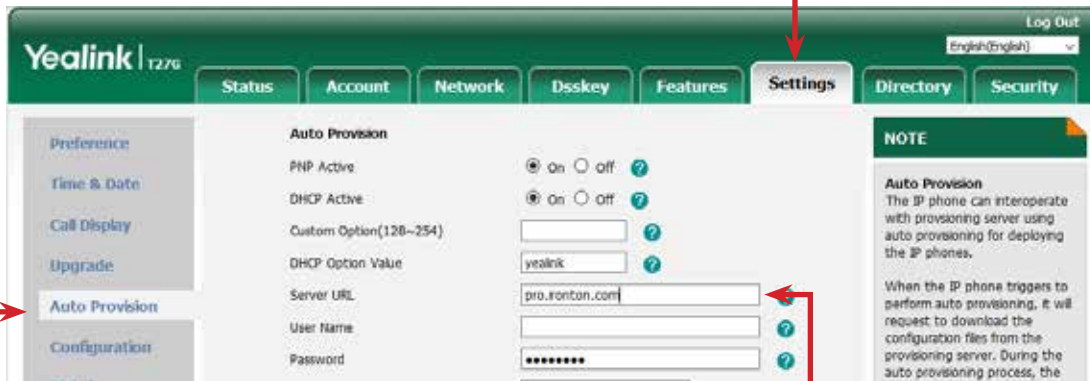 Log Out
Yealink | T27G
English(English)
Status Account Network Dsskey Features Settings Directory Security
Preference
Time & Date
Call Display
Upgrade
Auto Provision
Configuration
Auto Provision
PNP Active On Off ?
DHCP Active On Off ?
Custom Option(128~254) ?
DHCP Option Value yealink ?
Server URL pro.ronton.com
User Name ?
Password •••••••• ?
NOTE
Auto Provision
The IP phone can interoperate
with provisioning server using
auto provisioning for deploying
the IP phones.
When the IP phone triggers to
perform auto provisioning, it will
request to download the
configuration files from the
provisioning server. During the
auto provisioning process, the